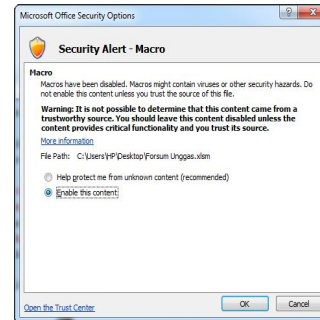 Microsoft Office Security Options
Security Alert - Macro
Macro
Macros have been disabled. Macros might contain viruses or other security hazards. Do
not enable this content unless you trust the source of this file.
Warning: It is not possible to determine that this content came from a
trustworthy source. You should leave this content disabled unless the
content provides critical functionality and you trust its source.
More information
File Path: C:\Users\HP\Desktop\Forsum Unggas.xlsm
Help protect me from unknown content (recommended)
Enable this content
Open the Trust Center
OK
Cancel